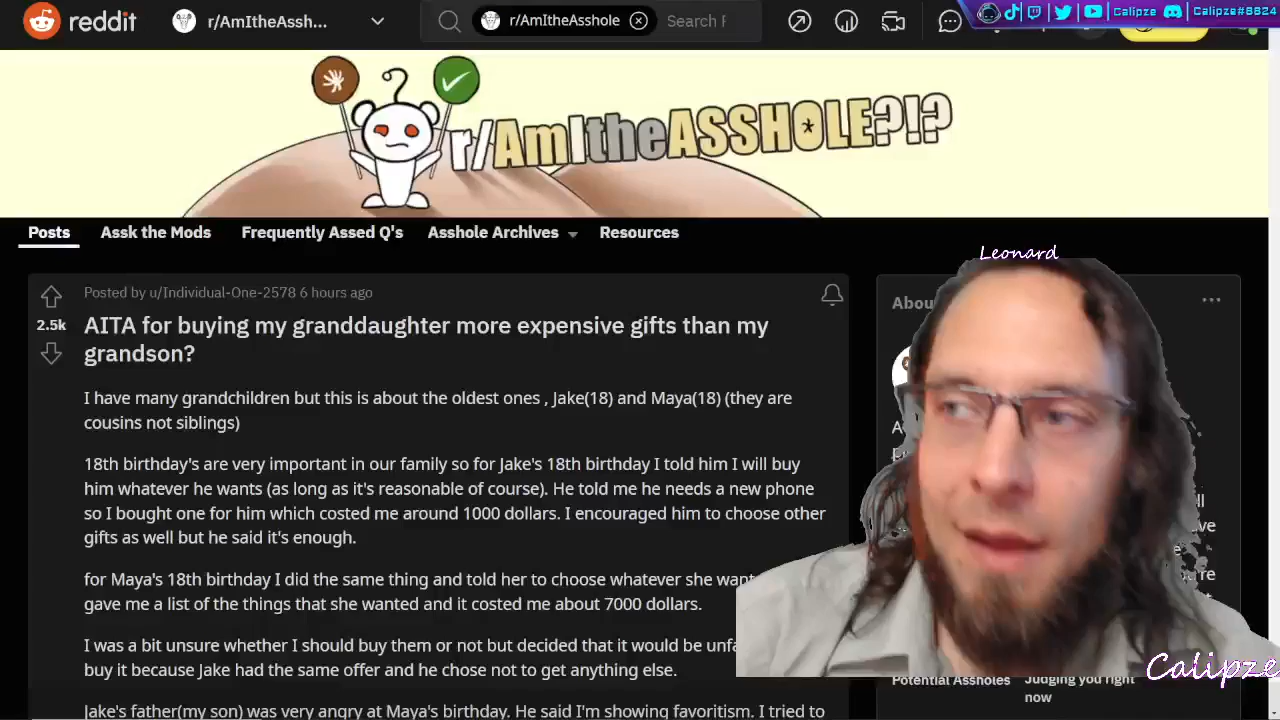 reddit
r/AmItheAssh...
r/AmItheAsshole
Search
Calipze
Calipze#8824
r/AmItheASSHOLE?!?
Posts
Assk the Mods
Frequently Assed Q's
Asshole Archives
Resources
Leonard
Posted by u/Individual-One-2578 6 hours ago
2.5k
AITA for buying my granddaughter more expensive gifts than my
grandson?
I have many grandchildren but this is about the oldest ones , Jake(18) and Maya(18) (they are
cousins not siblings)
18th birthday's are very important in our family so for Jake's 18th birthday I told him I will buy
him whatever he wants (as long as it's reasonable of course). He told me he needs a new phone
so I bought one for him which costed me around 1000 dollars. I encouraged him to choose other
gifts as well but he said it's enough.
for Maya's 18th birthday I did the same thing and told her to choose whatever she want
gave me a list of the things that she wanted and it costed me about 7000 dollars.
I was a bit unsure whether I should buy them or not but decided that it would be unfa
buy it because Jake had the same offer and he chose not to get anything else.
Jake's father(my son) was very angry at Maya's birthday. He said I'm showing favoritism. I tried to
Abou
Potential Assholes
Judging you right
now
Calipze